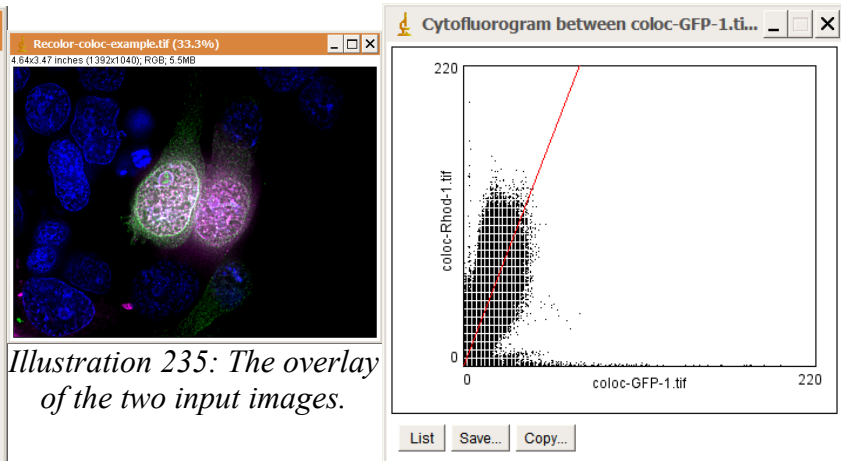 Recolor-coloc-example.tif (33.3%)
4.64x3.47 inches (1392x1040); RGB; 5.5MB
Illustration 235: The overlay
of the two input images.
Cytofluorogram between coloc-GFP-1.ti...
220
coloc-Rhod-1.tif
0
0
coloc-GFP-1.tif
220
List
Save...
Copy...